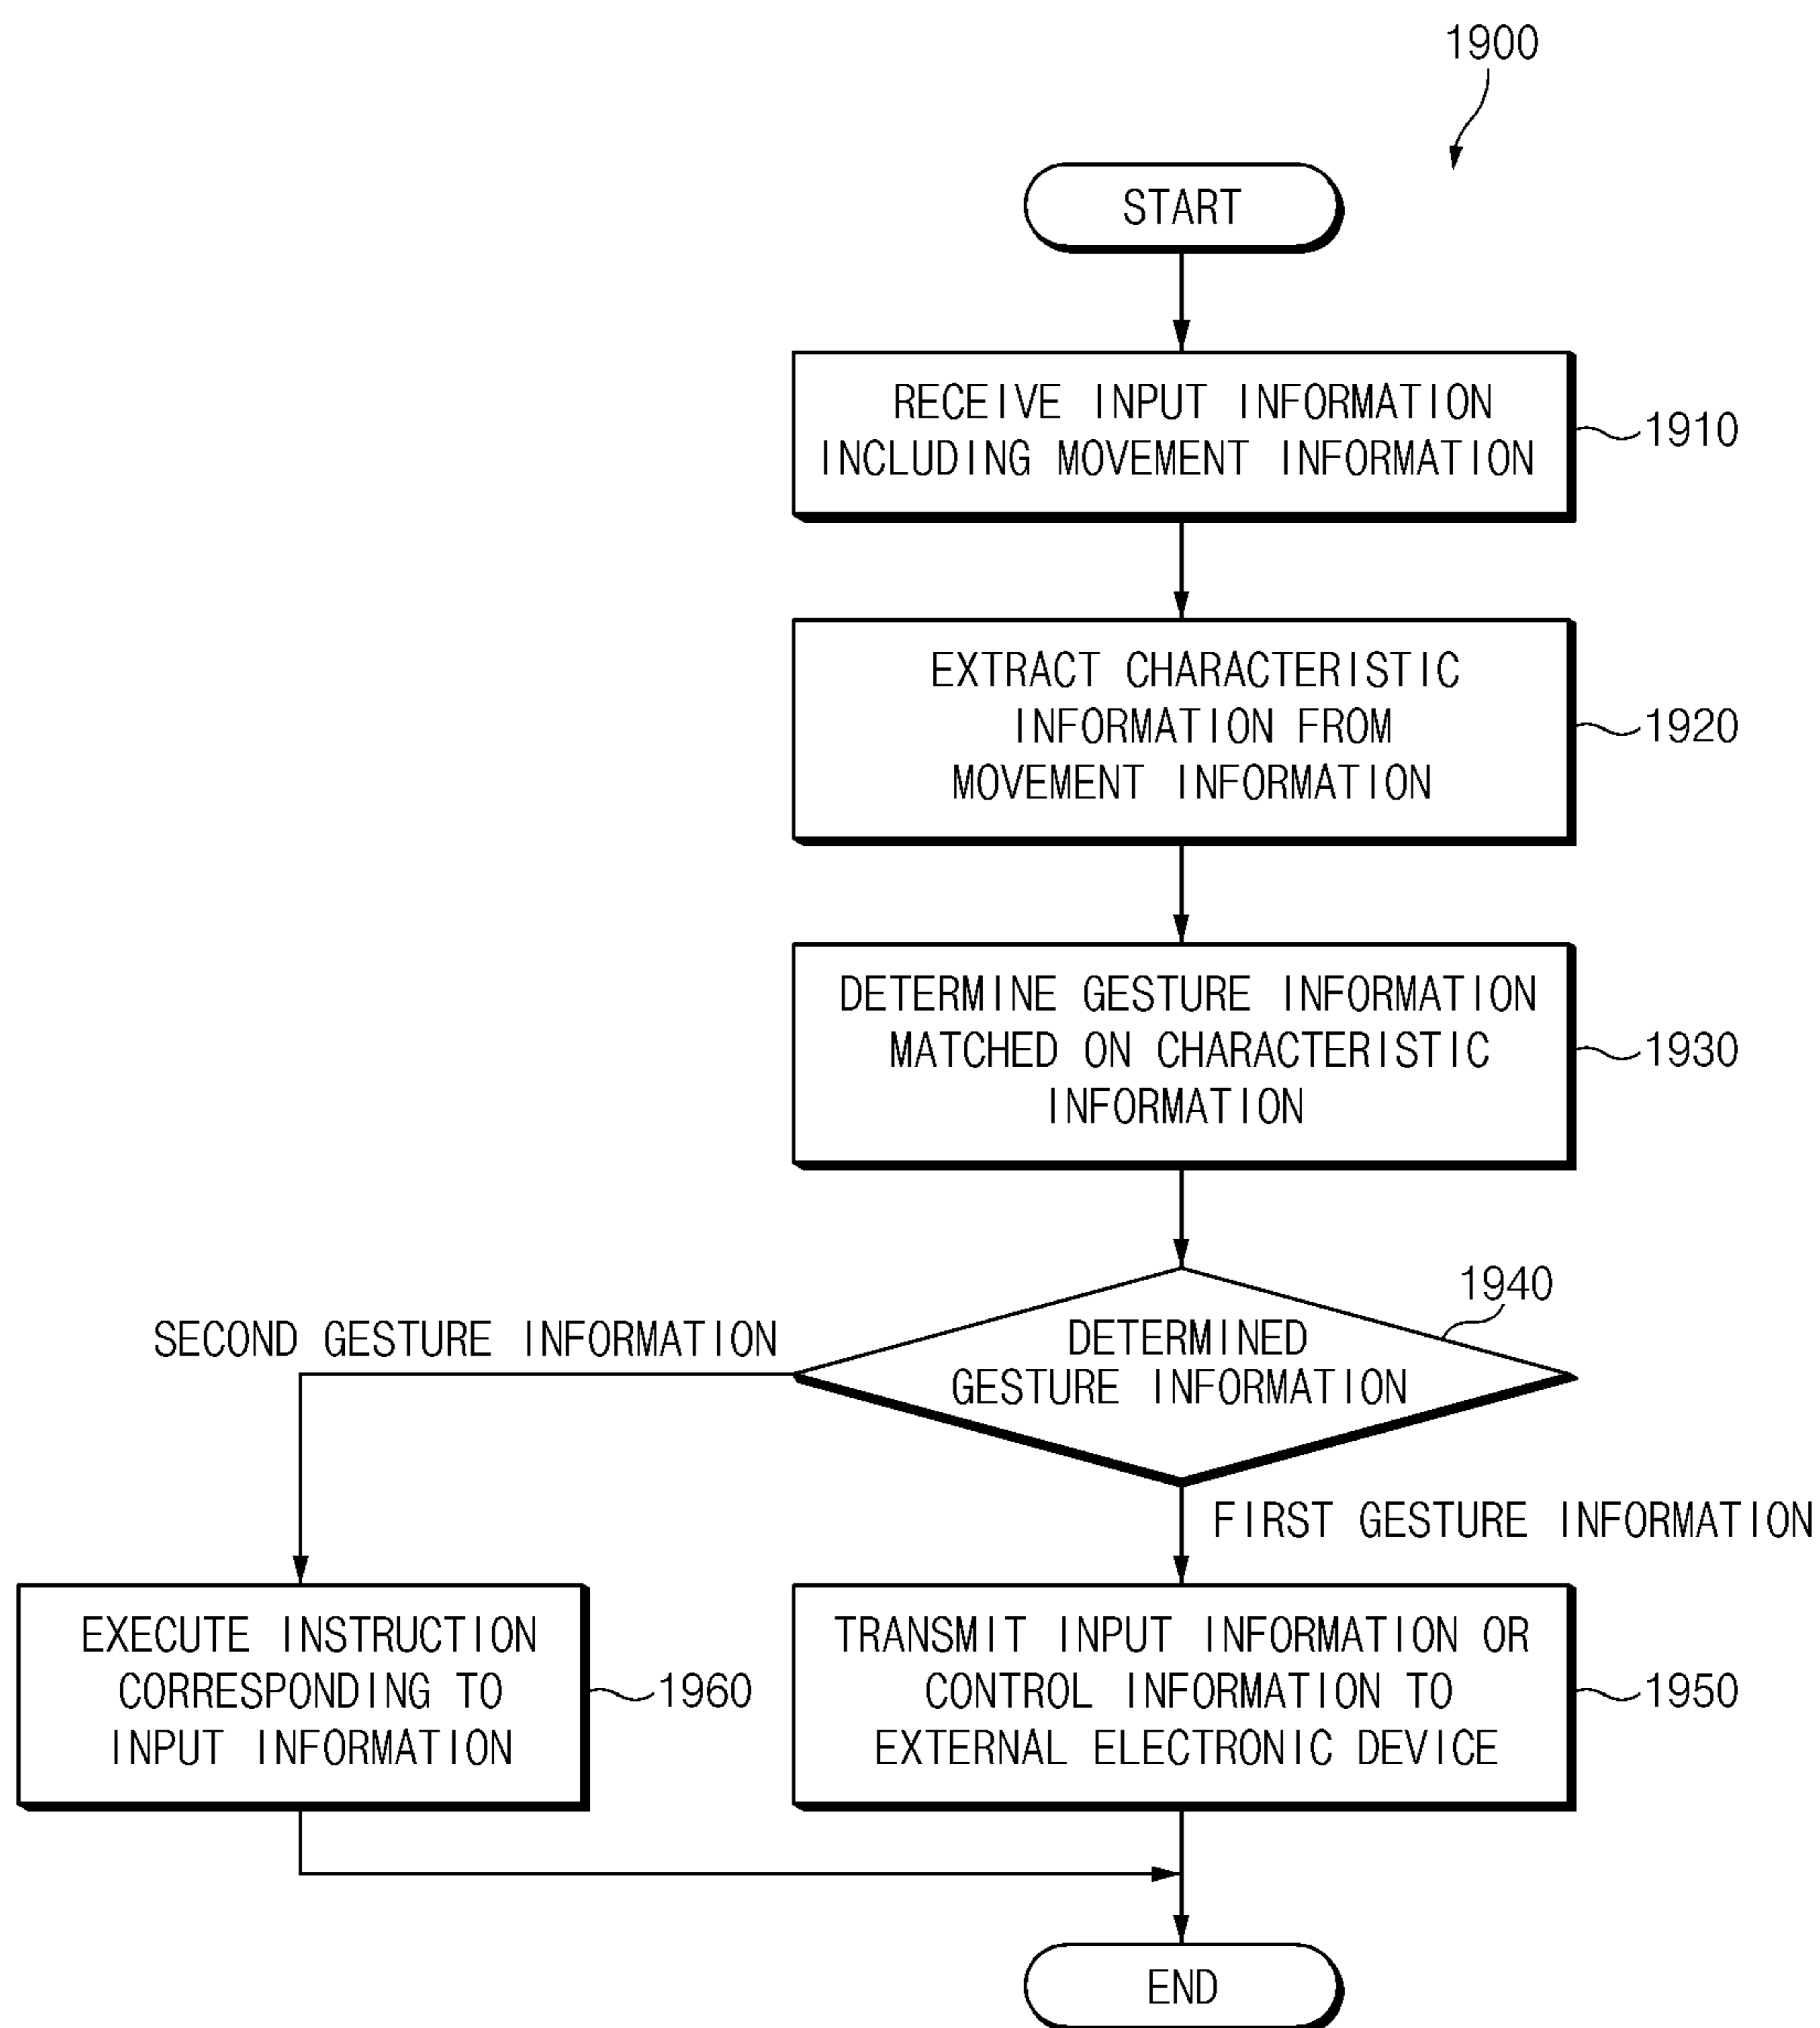 1900
START
RECEIVE INPUT INFORMATION
INCLUDING MOVEMENT INFORMATION
1910
EXTRACT CHARACTERISTIC
INFORMATION FROM
MOVEMENT INFORMATION
1920
DETERMINE GESTURE INFORMATION
MATCHED ON CHARACTERISTIC
INFORMATION
1930
1940
DETERMINED
GESTURE INFORMATION
SECOND GESTURE INFORMATION
FIRST GESTURE INFORMATION
EXECUTE INSTRUCTION
CORRESPONDING TO
INPUT INFORMATION
1960
TRANSMIT INPUT INFORMATION OR
CONTROL INFORMATION TO
EXTERNAL ELECTRONIC DEVICE
1950
END